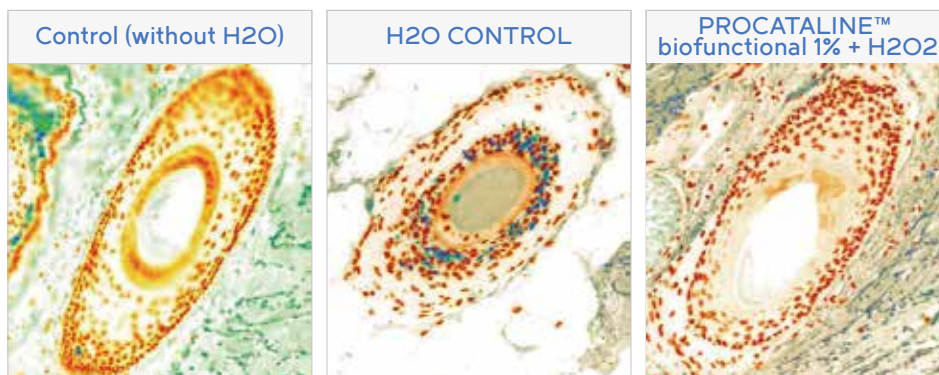 Control (without H2O)
H2O CONTROL
PROCATALINE™
biofunctional 1% + H2O2